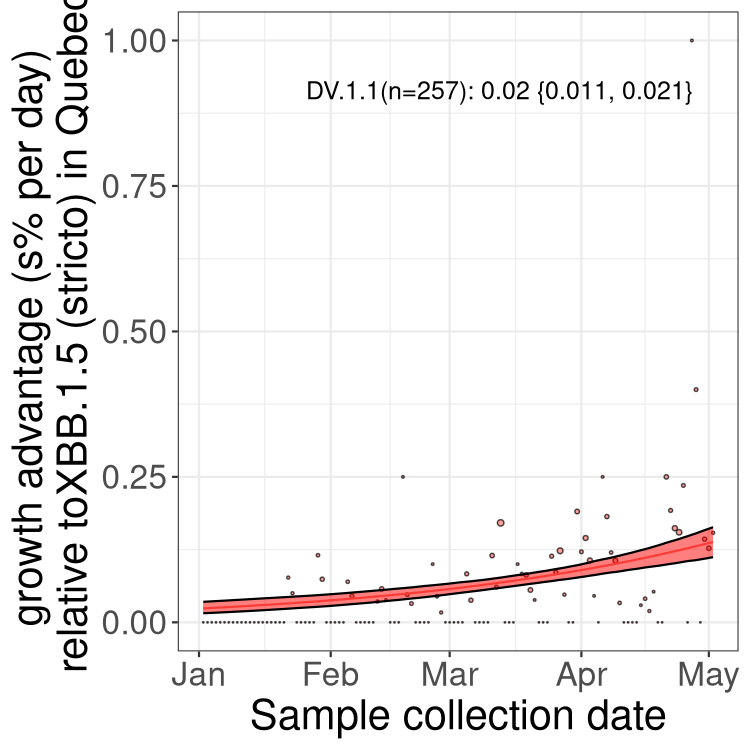 growth advantage (s% per day)
relative toXBB.1.5 (stricto) in Quebec
1.00
DV.1.1(n=257): 0.02 {0.011, 0.021}
0.75
0.50
0.25
0.00
Jan Feb Mar Apr May
Sample collection date